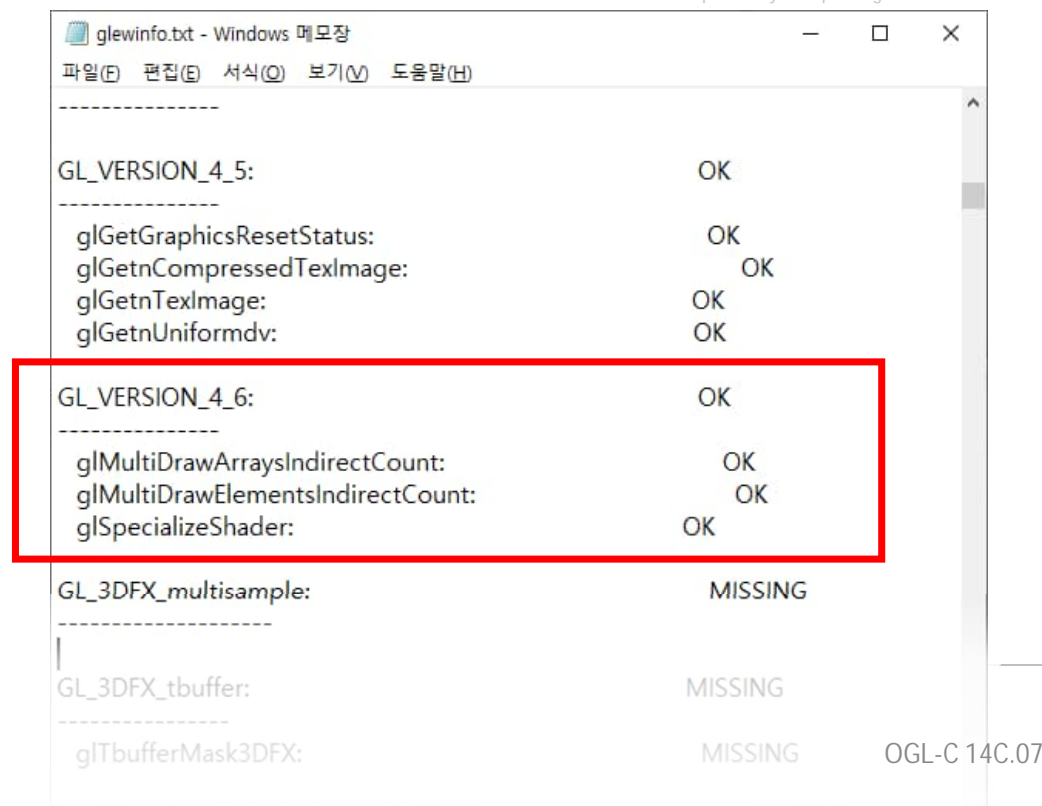 glewinfo.txt - Windows 메모장
파일(F) 편집(E) 서식(O) 보기(V) 도움말(H)
---------------
GL_VERSION_4_5: OK
---------------
glGetGraphicsResetStatus: OK
glGetnCompressedTexImage: OK
glGetnTexImage: OK
glGetnUniformdv: OK
GL_VERSION_4_6: OK
---------------
glMultiDrawArraysIndirectCount: OK
glMultiDrawElementsIndirectCount: OK
glSpecializeShader: OK
GL_3DFX_multisample: MISSING
--------------------
GL_3DFX_tbuffer: MISSING
----------------
glTbufferMask3DFX: MISSING
OGL-C 14C.07